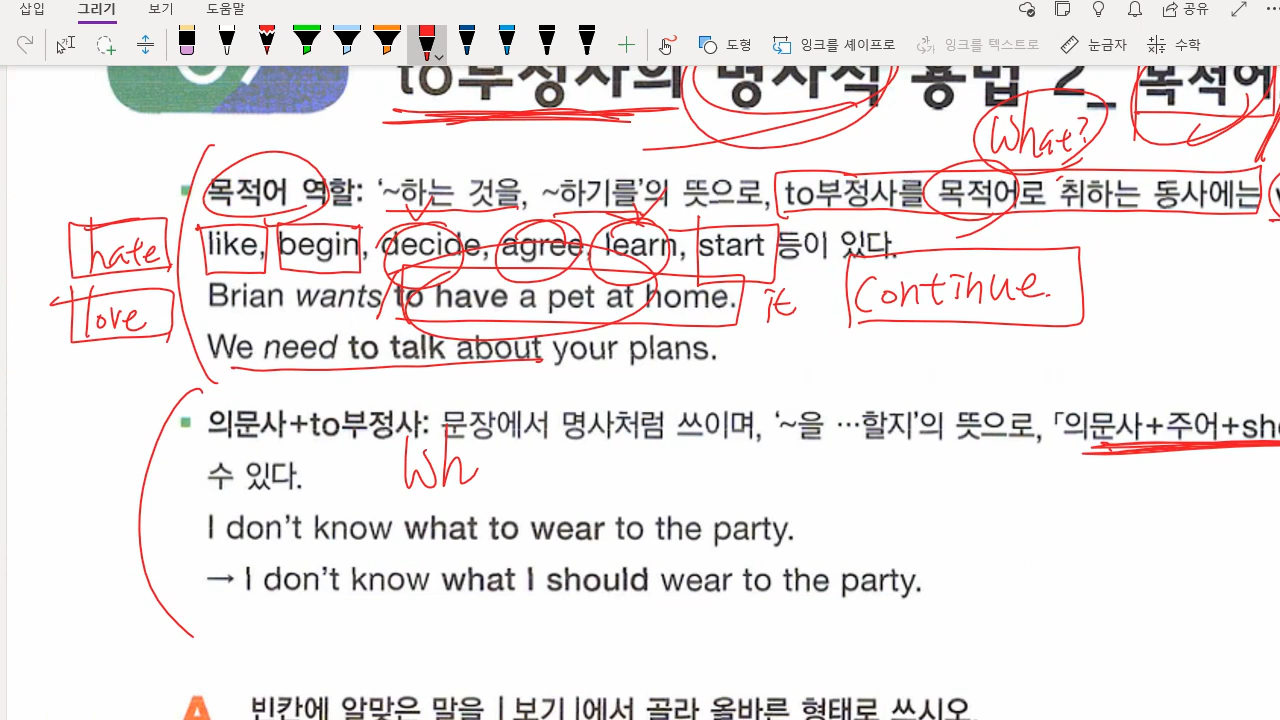 삽입 그리기 보기 도움말 공유
도형 잉크를 셰이프로 잉크를 텍스트로 눈금자 수학
to부정사의 명사적 용법 2_ 목적어
What?
목적어 역할: ‘~하는 것을, ~하기를’의 뜻으로, to부정사를 목적어로 취하는 동사에는
hate like, begin, decide, agree, learn, start 등이 있다.
love Brian wants to have a pet at home. it continue.
We need to talk about your plans.
의문사+to부정사: 문장에서 명사처럼 쓰이며, ‘~을 …할지’의 뜻으로, 「의문사+주어+sh
수 있다. Wh
I don’t know what to wear to the party.
→ I don’t know what I should wear to the party.
A 빈칸에 알맞은 말을 |보기|에서 골라 올바른 형태로 쓰시오.